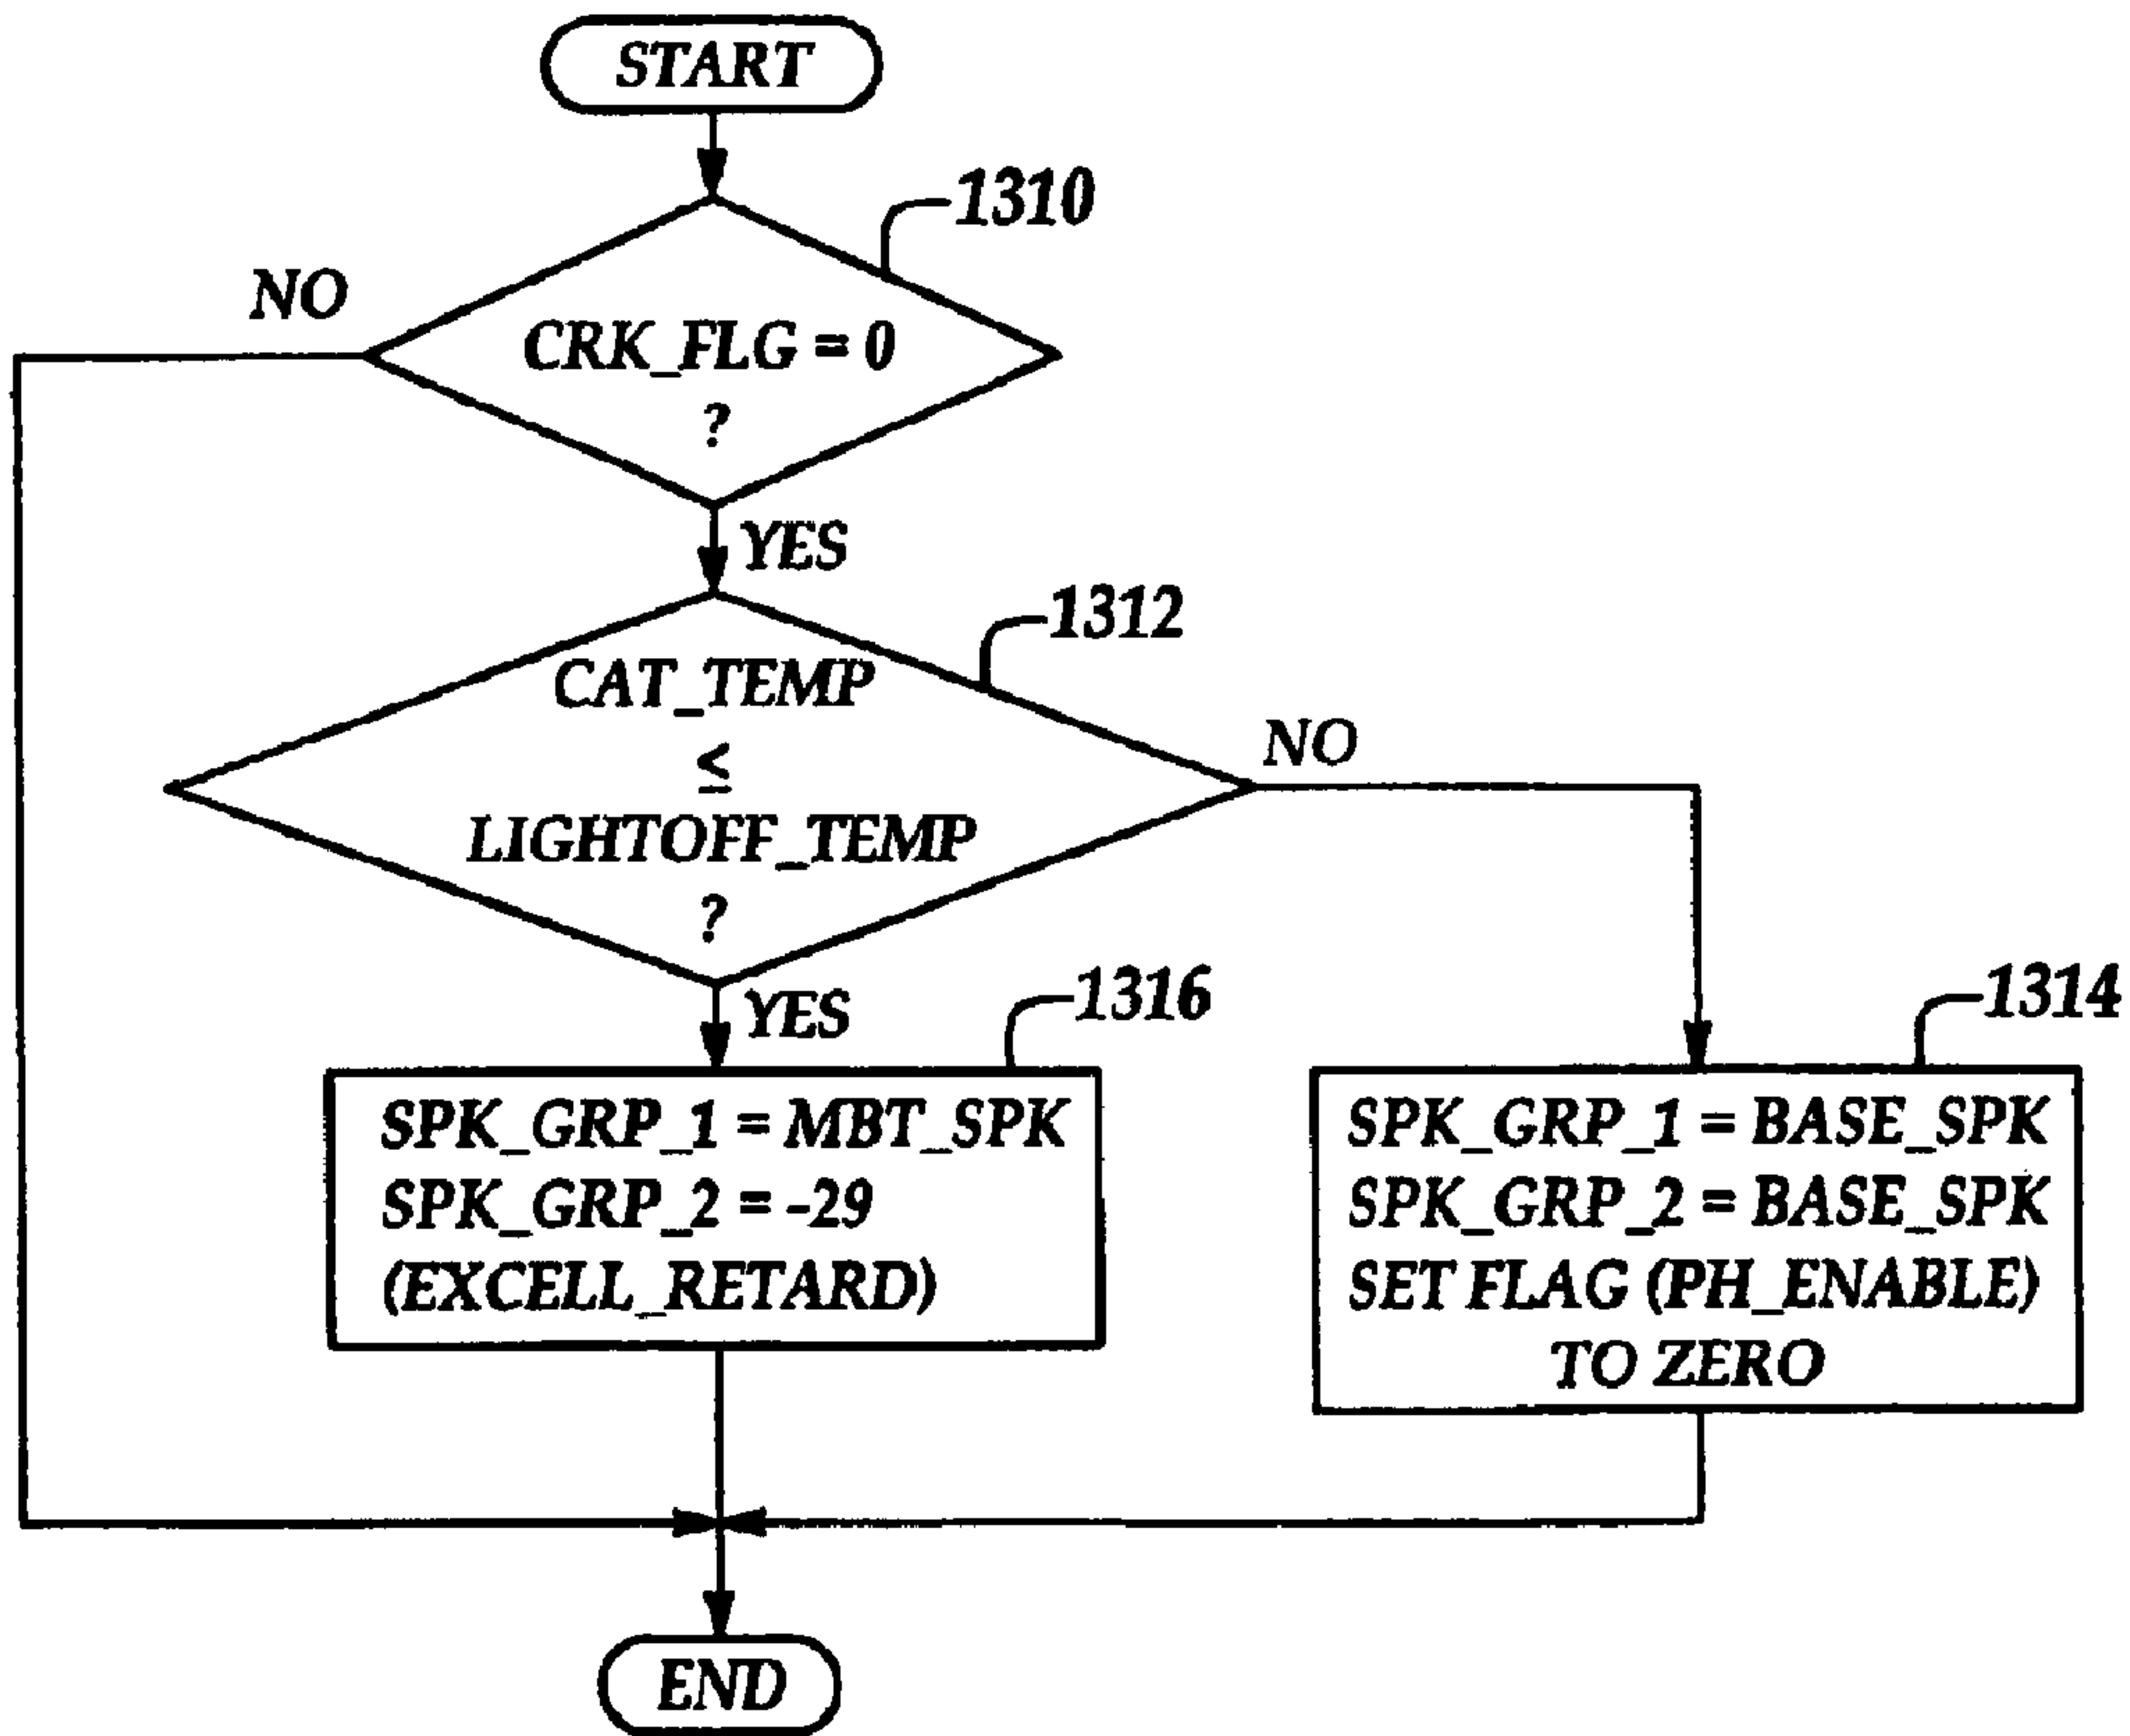 START
1310
NO
CRK_FLG = 0
?
YES
1312
CAT_TEMP
≤
LIGHTOFF_TEMP
?
NO
YES
1316
SPK_GRP_1 = MBT_SPK
SPK_GRP_2 = -29
(EXCELL_RETARD)
1314
SPK_GRP_1 = BASE_SPK
SPK_GRP_2 = BASE_SPK
SET FLAG (PH_ENABLE)
TO ZERO
END